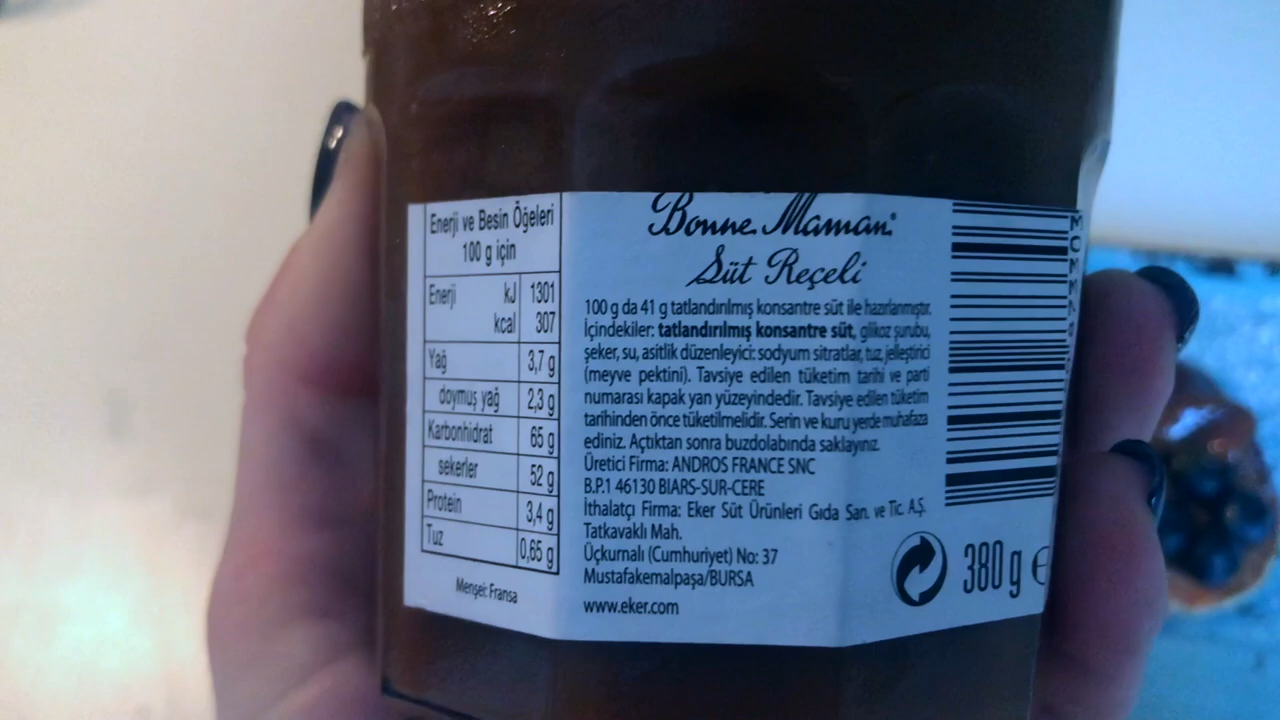 Enerji ve Besin Öğeleri
100 g için
Enerji kJ 1301
kcal 307
Yağ 3,7 g
doymuş yağ 2,3 g
Karbonhidrat 65 g
şekerler 52 g
Protein 3,4 g
Tuz 0,65 g
Menşei: Fransa
Bonne Maman®
Süt Reçeli
100 g da 41 g tatlandırılmış konsantre süt ile hazırlanmıştır.
İçindekiler: tatlandırılmış konsantre süt, glikoz şurubu,
şeker, su, asitlik düzenleyici: sodyum sitratlar, tuz, jelleştirici
(meyve pektini). Tavsiye edilen tüketim tarihi ve parti
numarası kapak yan yüzeyindedir. Tavsiye edilen tüketim
tarihinden önce tüketilmelidir. Serin ve kuru yerde muhafaza
ediniz. Açtıktan sonra buzdolabında saklayınız.
Üretici Firma: ANDROS FRANCE SNC
B.P.1 46130 BIARS-SUR-CERE
İthalatçı Firma: Eker Süt Ürünleri Gıda San. ve Tic. A.Ş.
Tatkavaklı Mah.
Üçkurnalı (Cumhuriyet) No: 37
Mustafakemalpaşa/BURSA
www.eker.com
380 g e